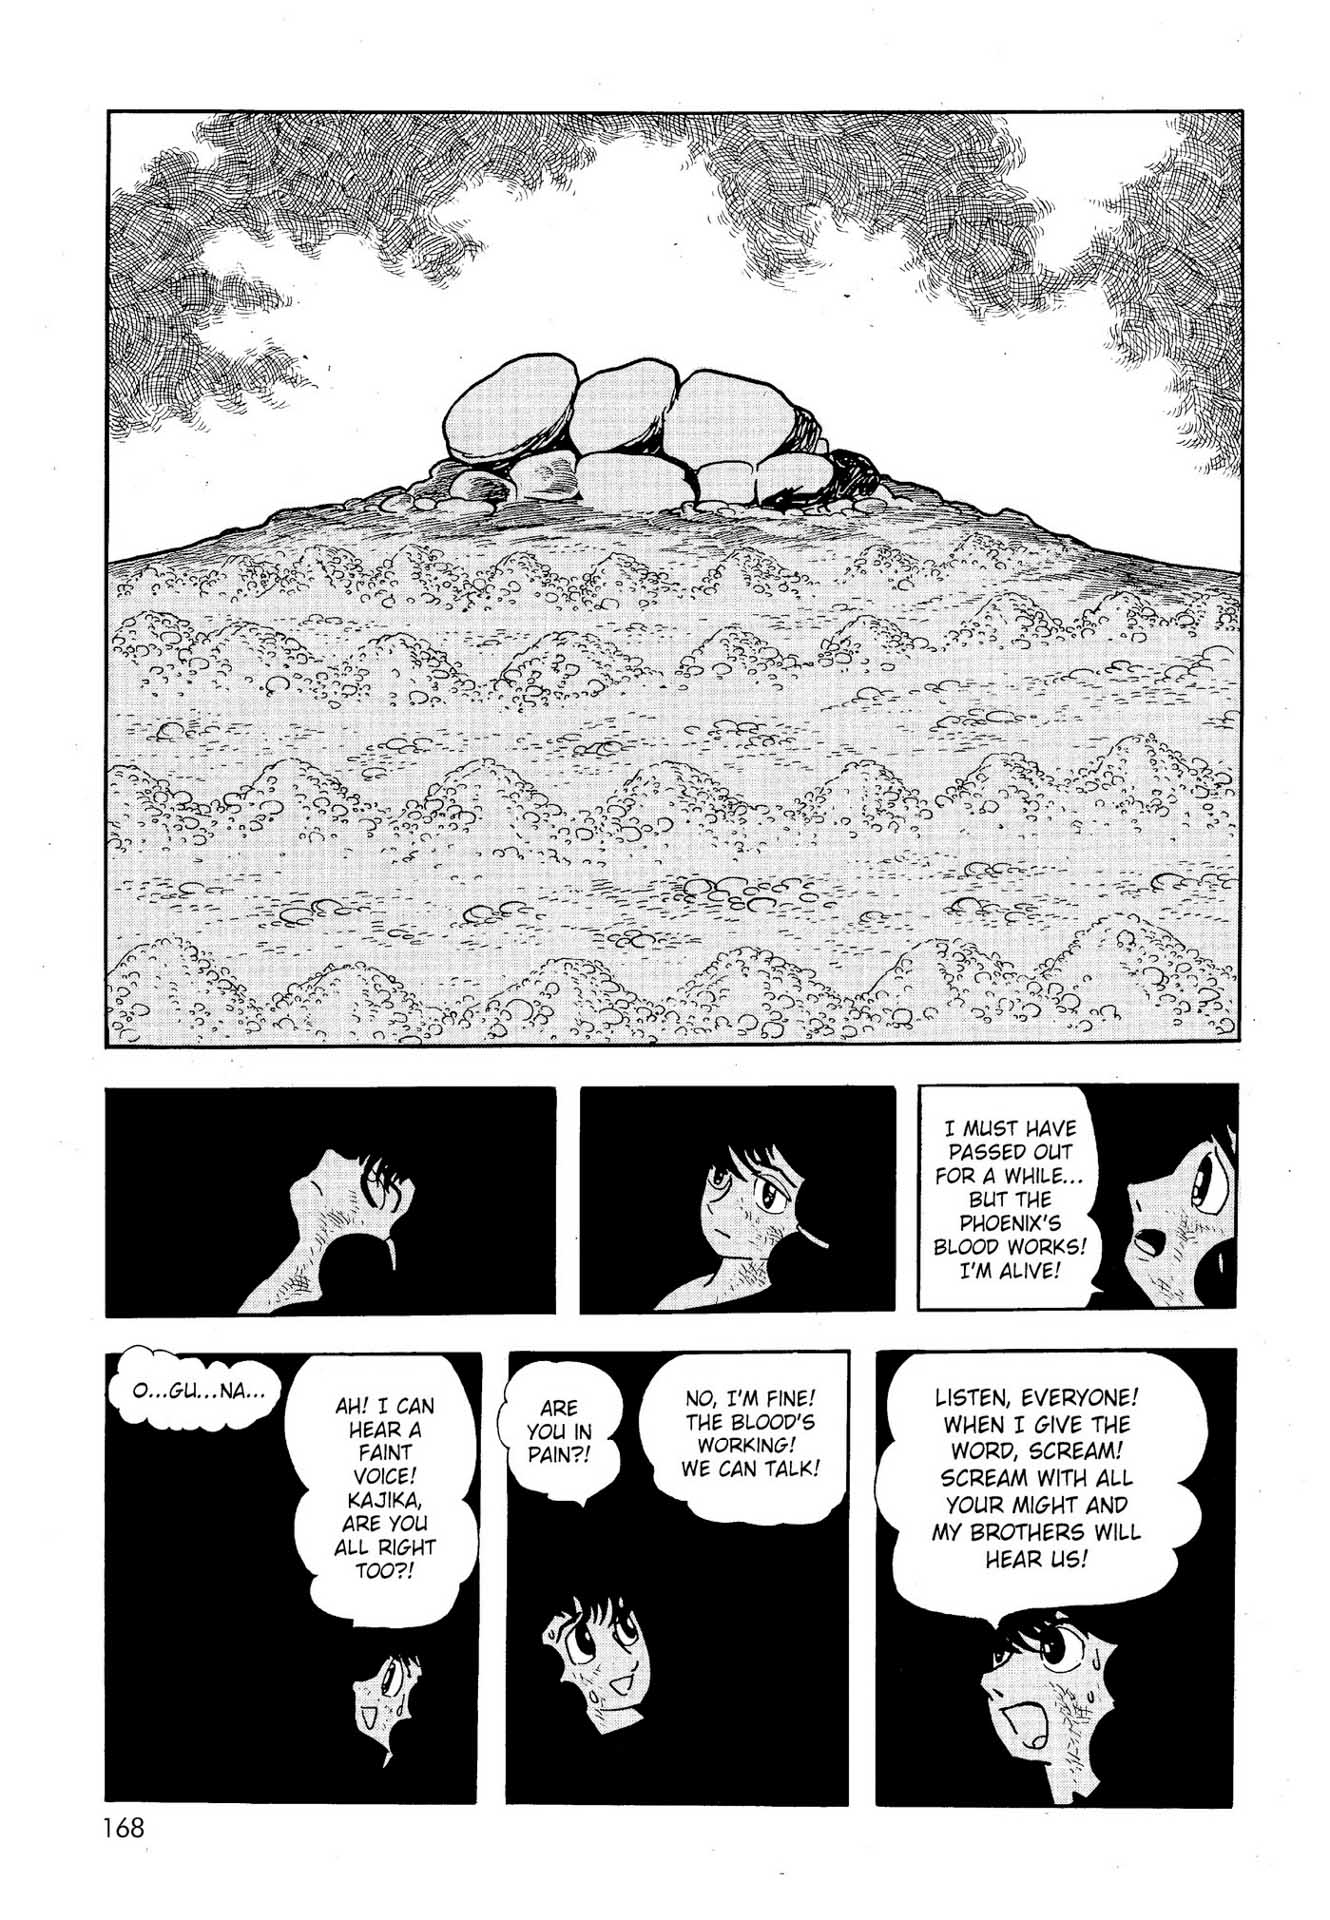 I MUST HAVE
PASSED OUT
FOR A WHILE...
BUT THE
PHOENIX'S
BLOOD WORKS!
I'M ALIVE!
O...GU...NA...
AH! I CAN
HEAR A
FAINT
VOICE!
KAJIKA,
ARE YOU
ALL RIGHT
TOO?!
ARE
YOU IN
PAIN?!
NO, I'M FINE!
THE BLOOD'S
WORKING!
WE CAN TALK!
LISTEN, EVERYONE!
WHEN I GIVE THE
WORD, SCREAM!
SCREAM WITH ALL
YOUR MIGHT AND
MY BROTHERS WILL
HEAR US!
168